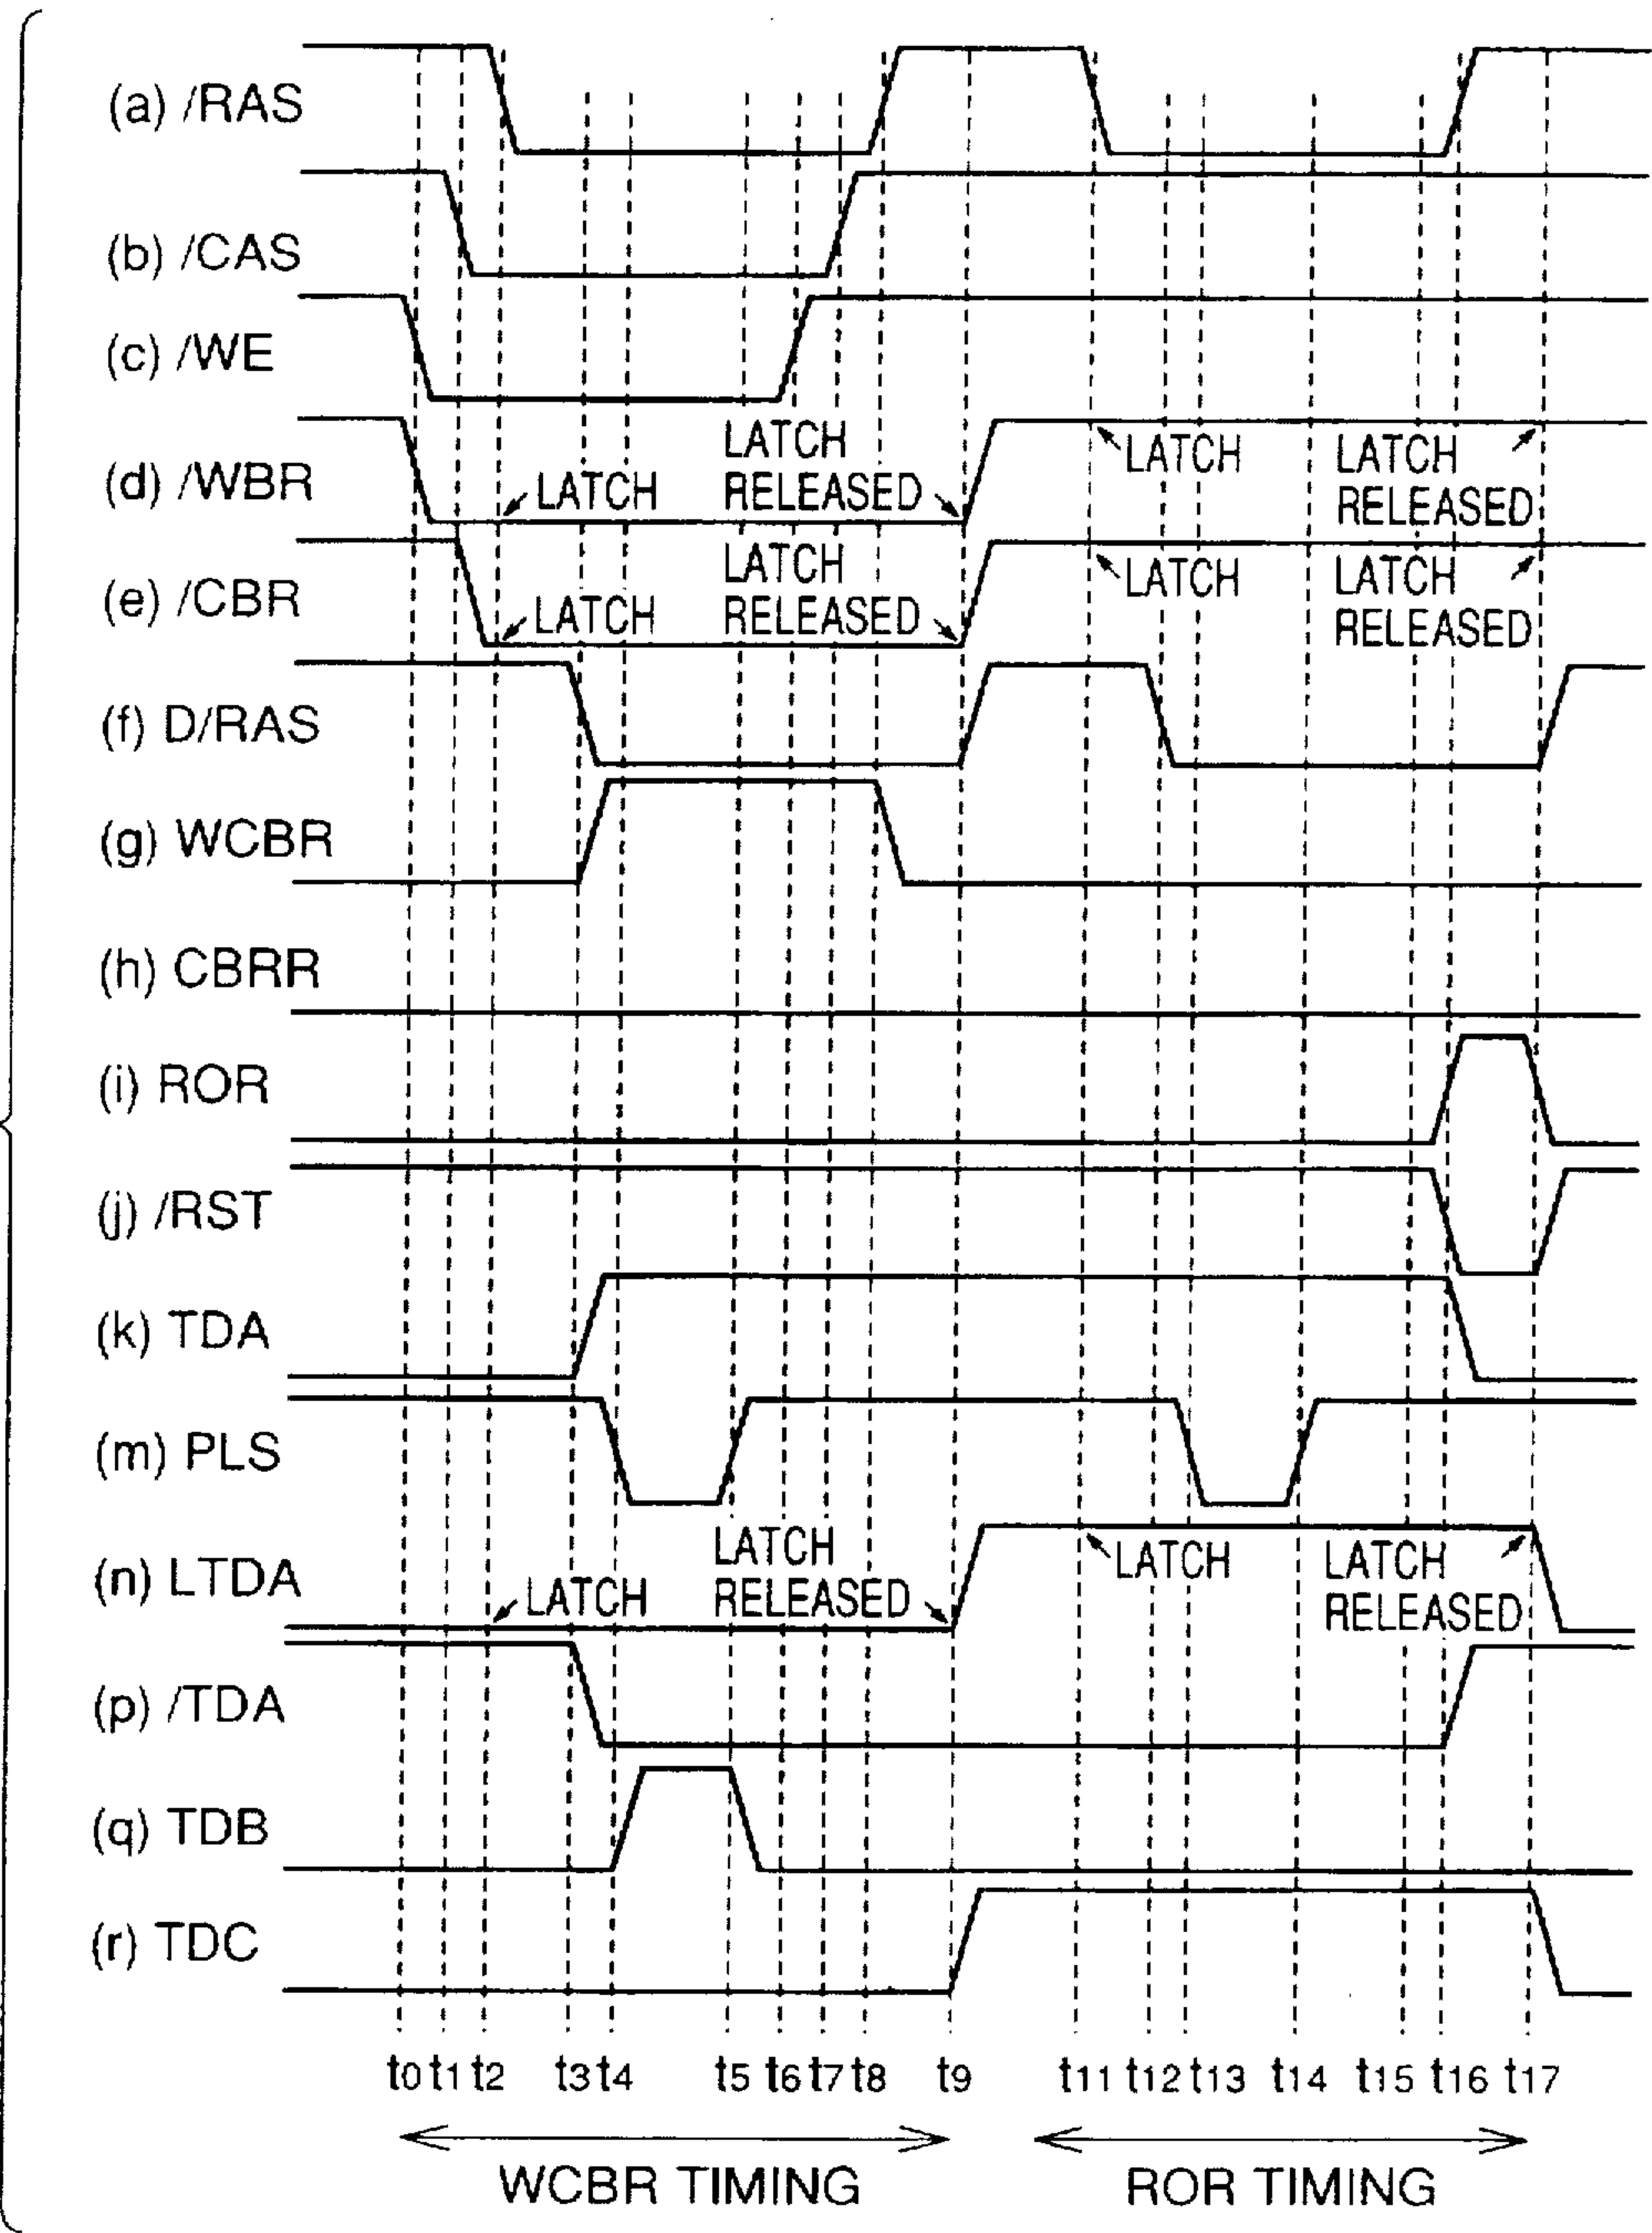 (a) /RAS
(b) /CAS
(c) /WE
(d) /WBR
LATCH
LATCH
RELEASED
LATCH
LATCH
RELEASED
(e) /CBR
LATCH
LATCH
RELEASED
LATCH
LATCH
RELEASED
(f) D/RAS
(g) WCBR
(h) CBRR
(i) ROR
(j) /RST
(k) TDA
(m) PLS
(n) LTDA
LATCH
LATCH
RELEASED
LATCH
LATCH
RELEASED
(p) /TDA
(q) TDB
(r) TDC
t0 t1 t2 t3 t4 t5 t6 t7 t8 t9 t11 t12 t13 t14 t15 t16 t17
WCBR TIMING ROR TIMING